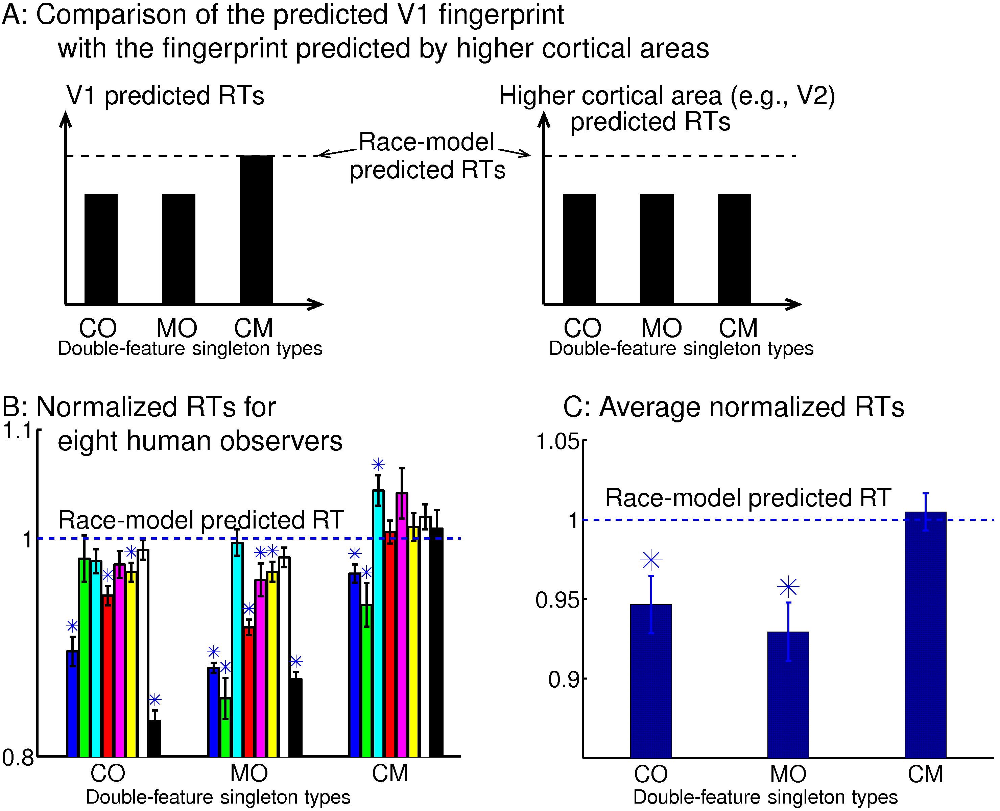 A: Comparison of the predicted V1 fingerprint
with the fingerprint predicted by higher cortical areas
V1 predicted RTs
Higher cortical area (e.g., V2)
predicted RTs
Race-model
predicted RTs
CO MO CM
Double-feature singleton types
CO MO CM
Double-feature singleton types
B: Normalized RTs for
eight human observers
1.1
Race-model predicted RT
1
0.8
CO MO CM
Double-feature singleton types
C: Average normalized RTs
1.05
Race-model predicted RT
1
0.95
0.9
CO MO CM
Double-feature singleton types